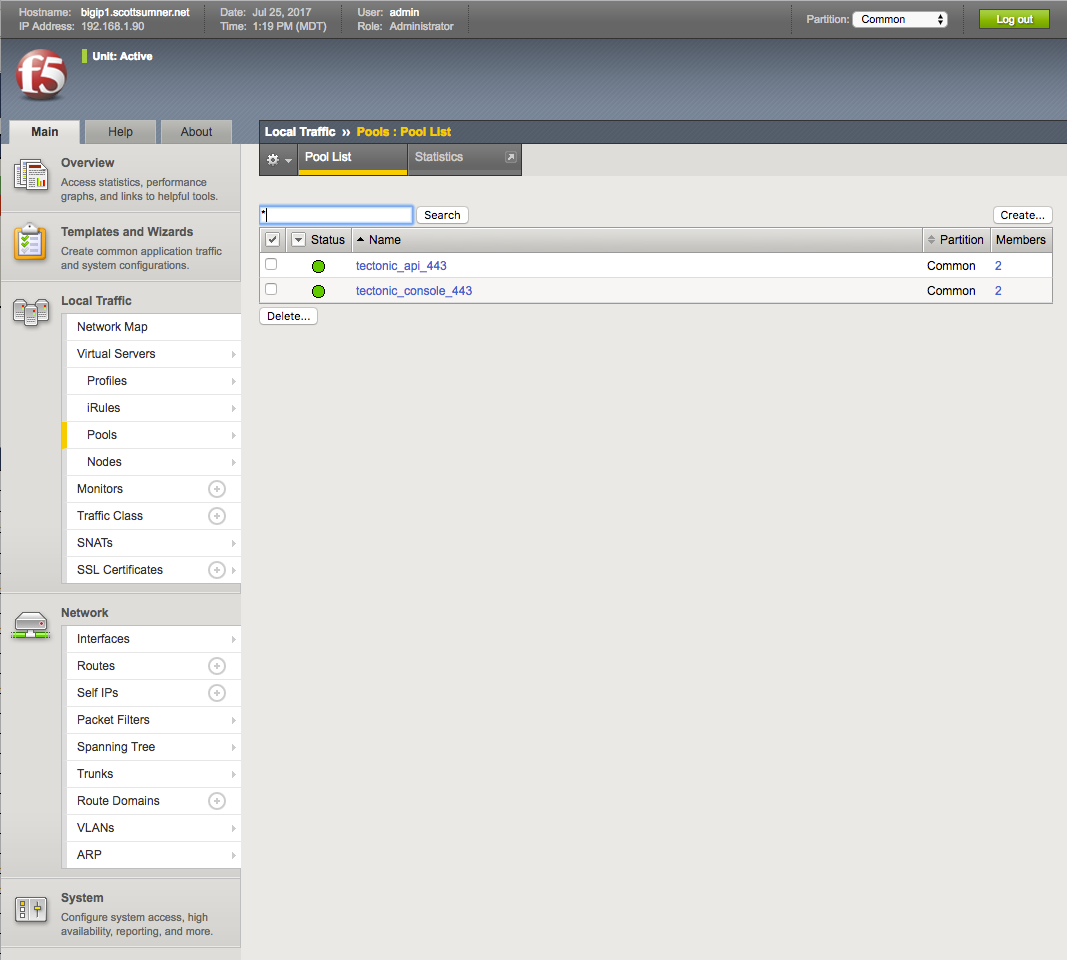 Hostname: bigip1.scottsumner.net Date: Jul 25, 2017 User: admin
IP Address: 192.168.1.90 Time: 1:19 PM (MDT) Role: Administrator
Partition: Common Log out
f5
Unit: Active
Main Help About
Local Traffic » Pools : Pool List
Pool List Statistics
Overview
Access statistics, performance
graphs, and links to helpful tools.
Templates and Wizards
Create common application traffic
and system configurations.
Local Traffic
Network Map
Virtual Servers
Profiles
iRules
Pools
Nodes
Monitors
Traffic Class
SNATs
SSL Certificates
Network
Interfaces
Routes
Self IPs
Packet Filters
Spanning Tree
Trunks
Route Domains
VLANs
ARP
System
Configure system access, high
availability, reporting, and more.
* Search Create...
Status Name Partition Members
tectonic_api_443 Common 2
tectonic_console_443 Common 2
Delete...